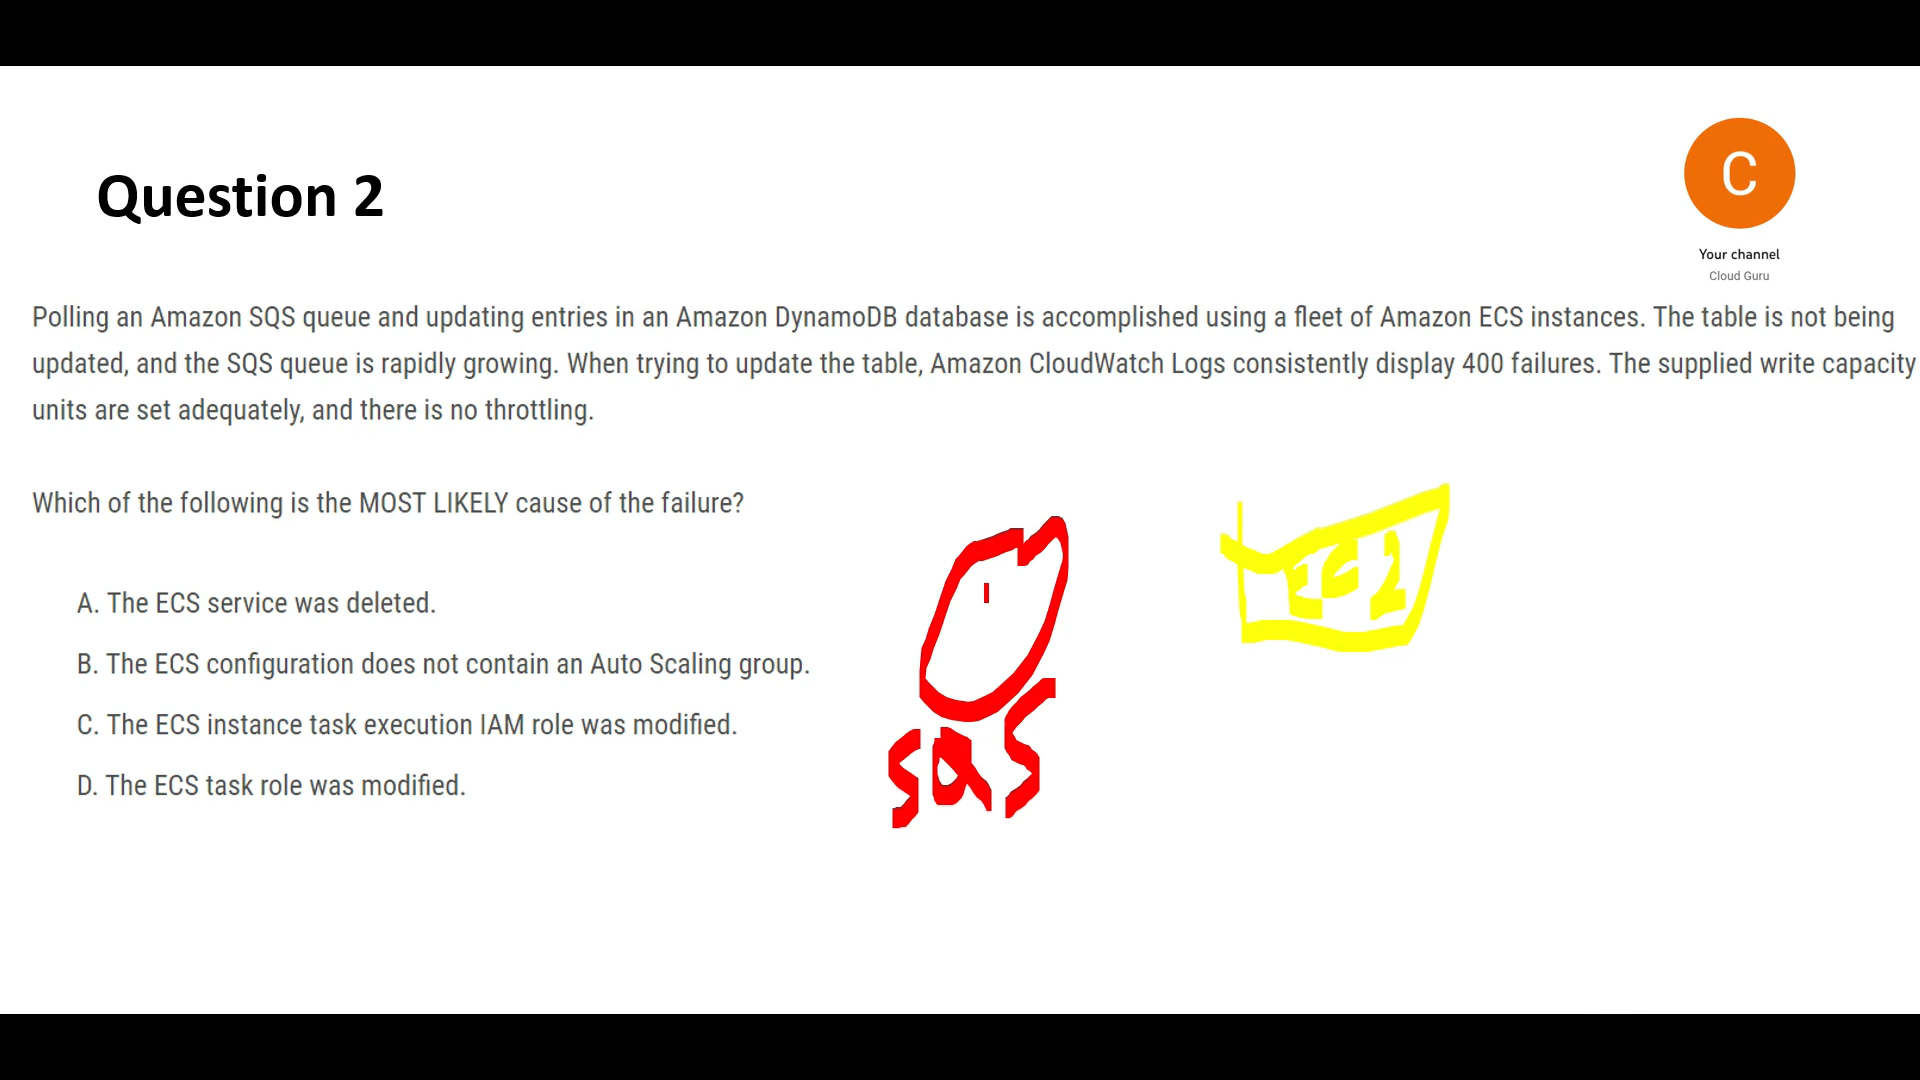 C
Question 2
Your channel
Cloud Guru
Polling an Amazon SQS queue and updating entries in an Amazon DynamoDB database is accomplished using a fleet of Amazon ECS instances. The table is not being
updated, and the SQS queue is rapidly growing. When trying to update the table, Amazon CloudWatch Logs consistently display 400 failures. The supplied write capacity
units are set adequately, and there is no throttling.
Which of the following is the MOST LIKELY cause of the failure?
A. The ECS service was deleted.
B. The ECS configuration does not contain an Auto Scaling group.
C. The ECS instance task execution IAM role was modified.
D. The ECS task role was modified.
EC2
SQS